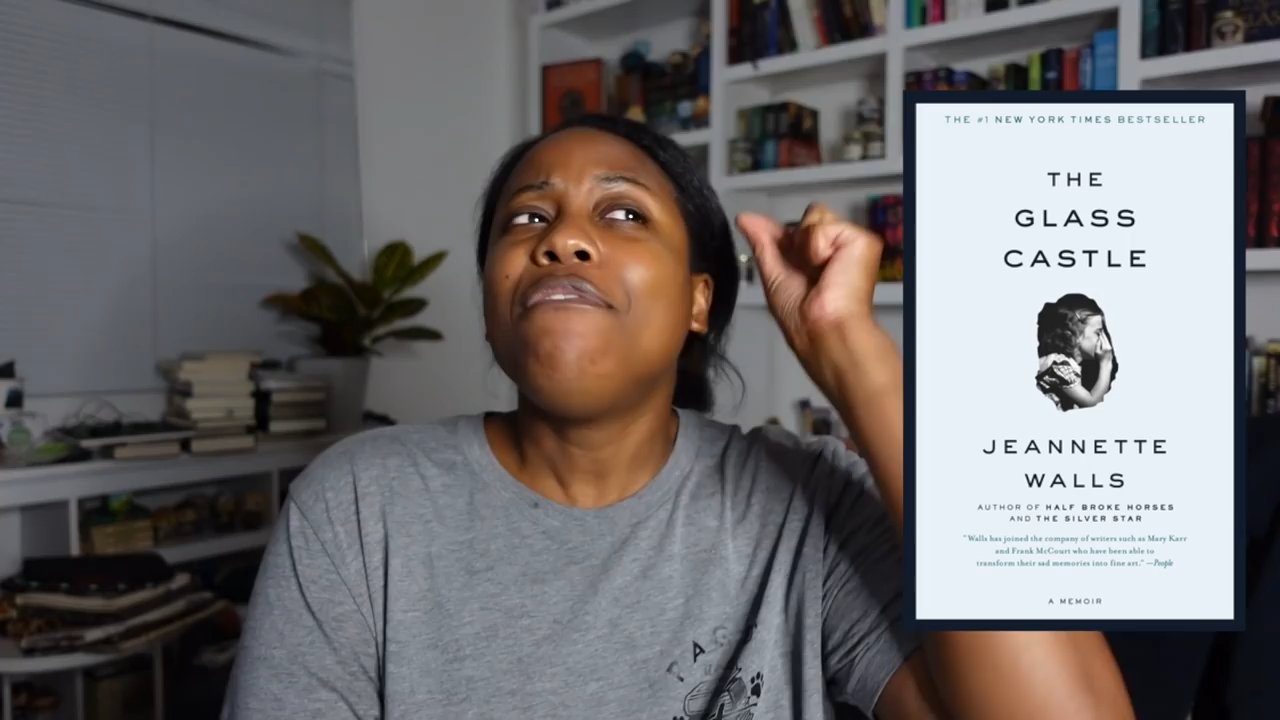 THE #1 NEW YORK TIMES BESTSELLER
THE
GLASS
CASTLE
JEANNETTE
WALLS
AUTHOR OF HALF BROKE HORSES
AND THE SILVER STAR
"Walls has joined the company of writers such as Mary Karr
and Frank McCourt who have been able to
transform their sad memories into fine art." —People
A MEMOIR